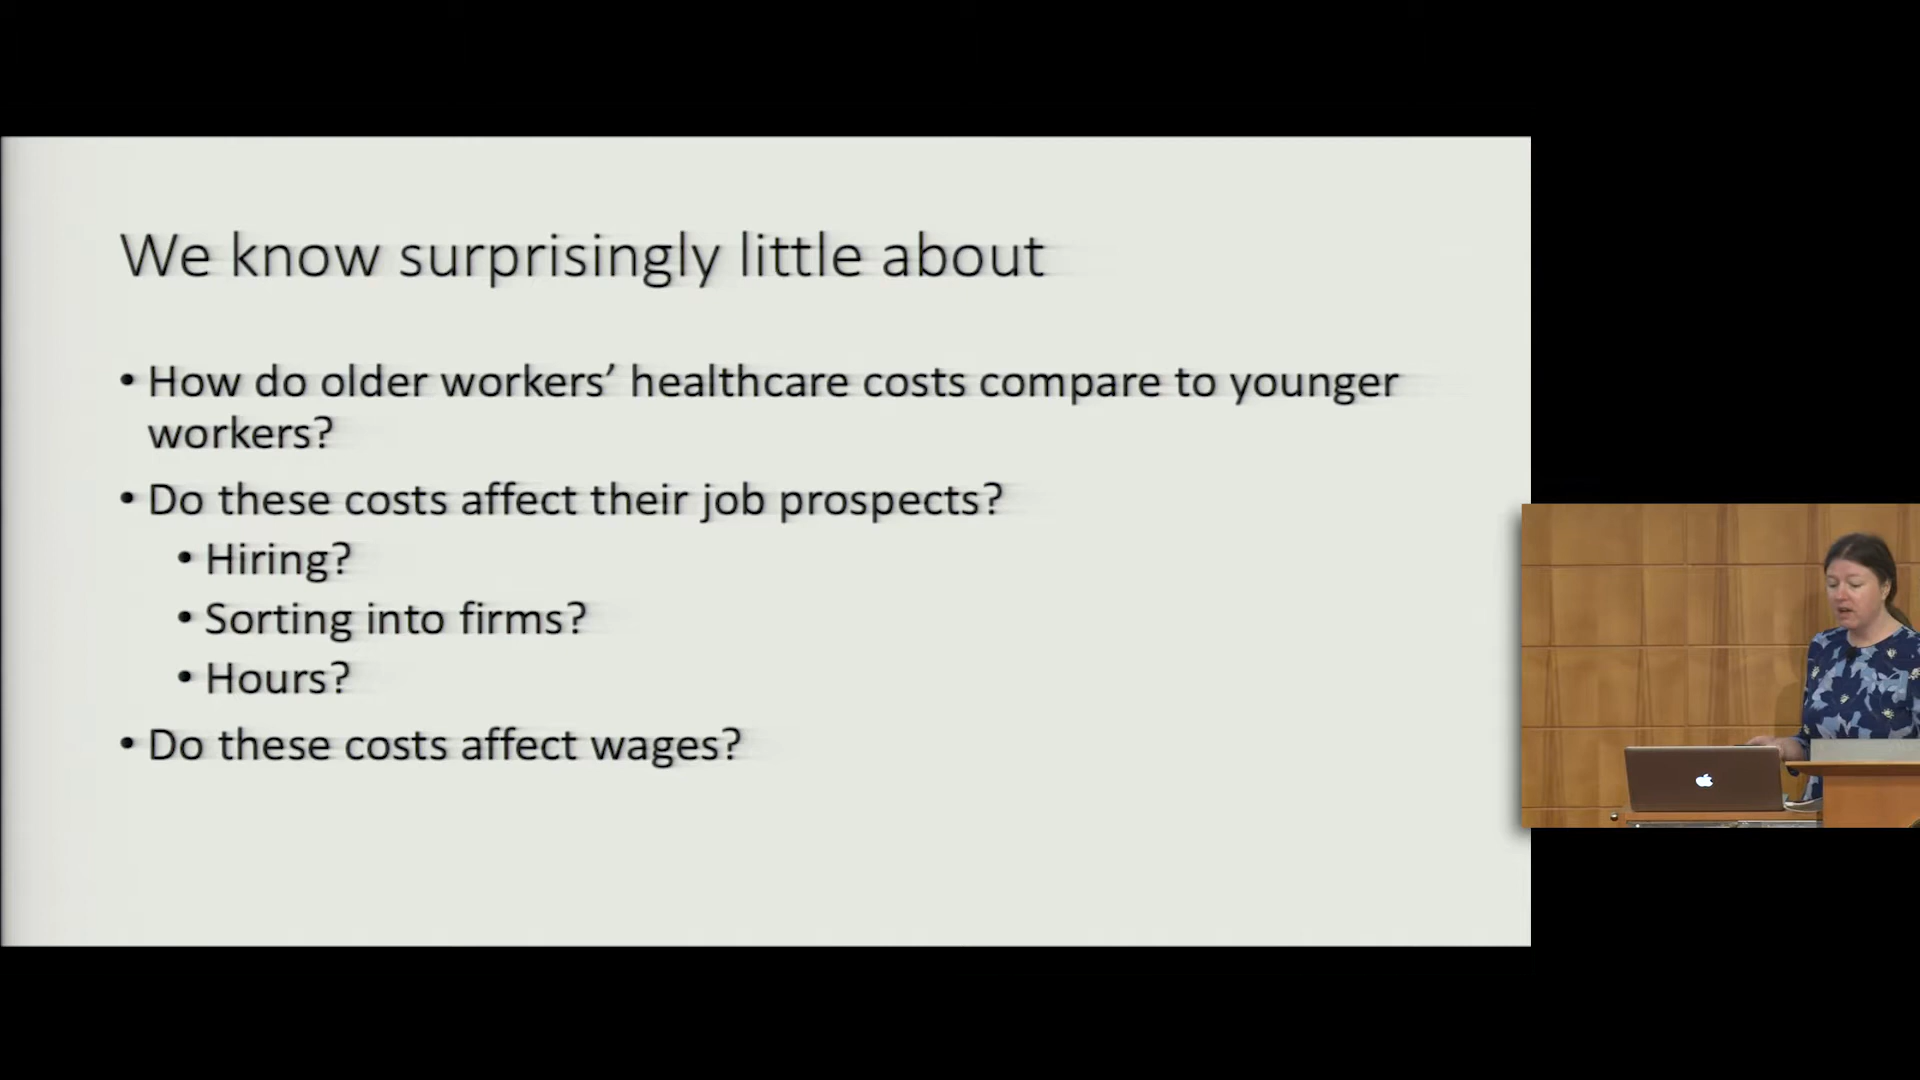 We know surprisingly little about
• How do older workers’ healthcare costs compare to younger
workers?
• Do these costs affect their job prospects?
• Hiring?
• Sorting into firms?
• Hours?
• Do these costs affect wages?